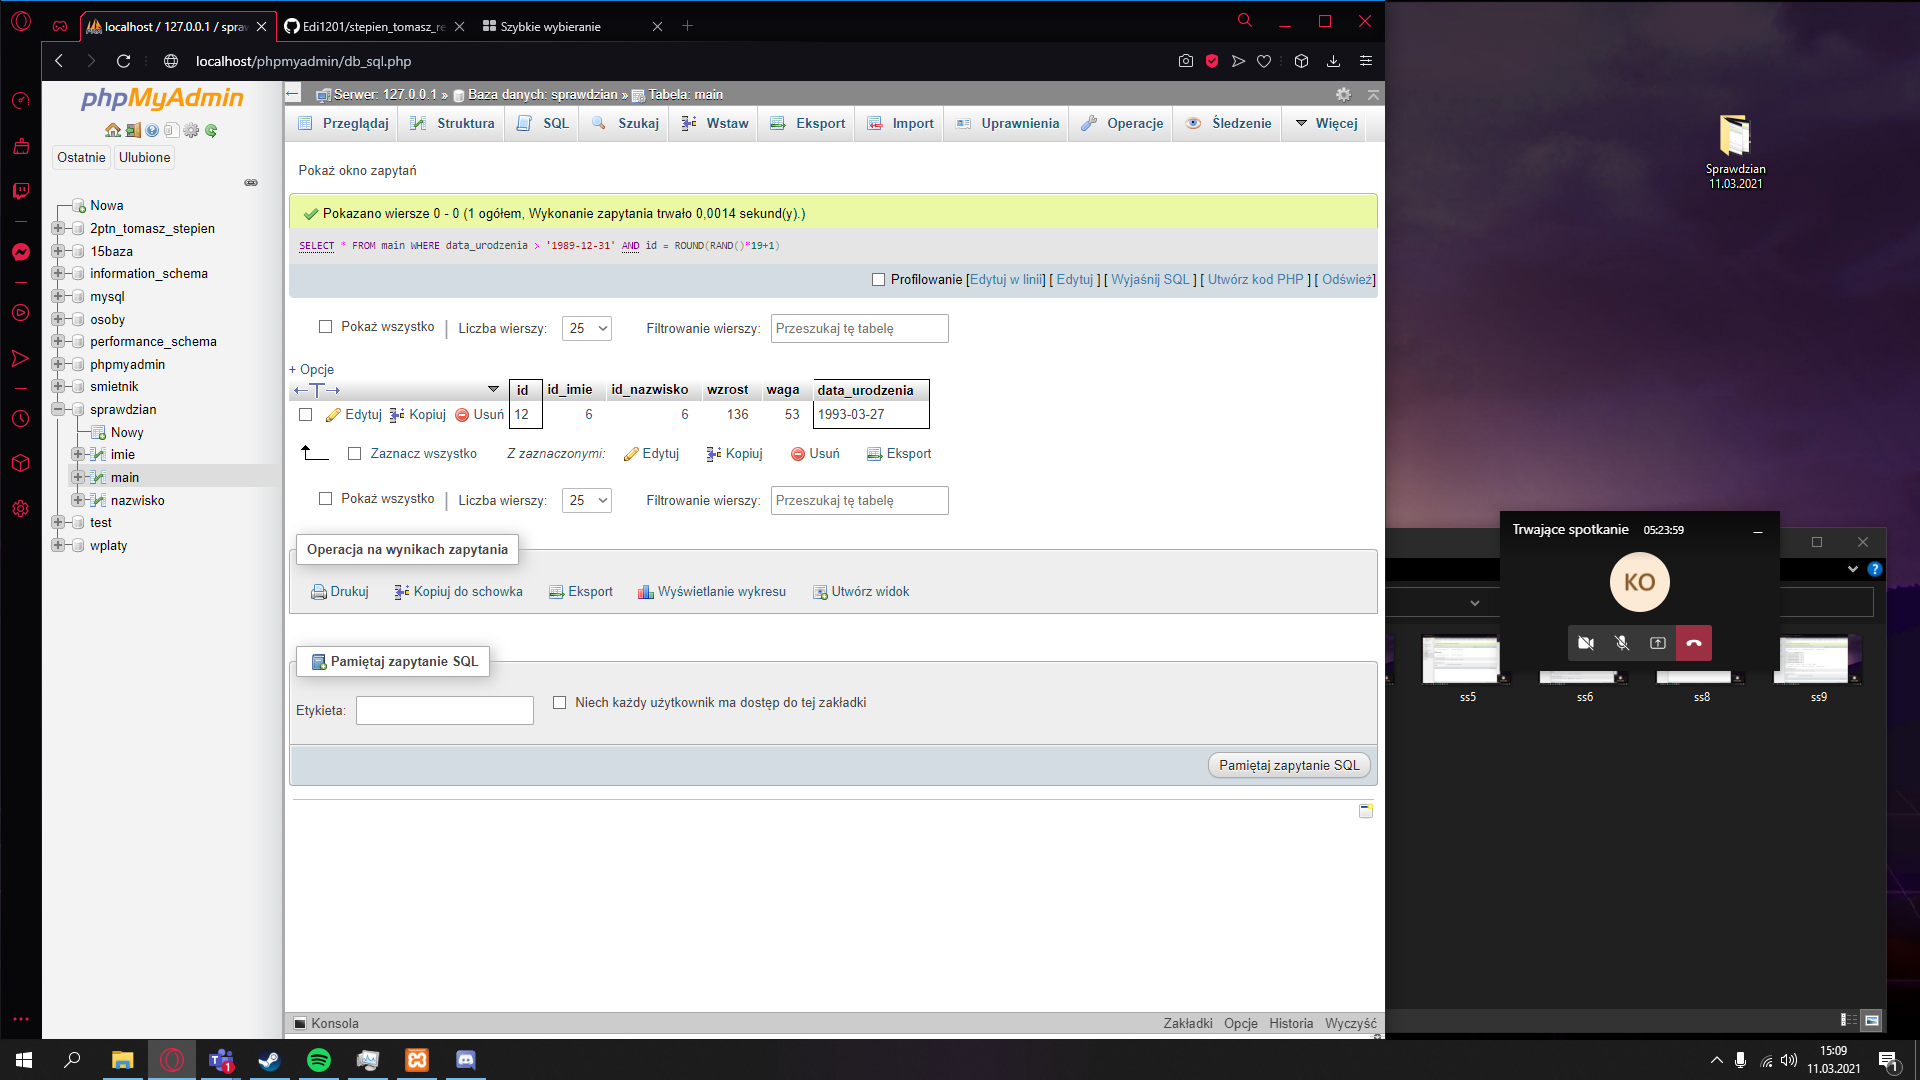 localhost / 127.0.0.1 / spraw
Edi1201/stepien_tomasz_re
Szybkie wybieranie
localhost/phpmyadmin/db_sql.php
phpMyAdmin
Ostatnie
Ulubione
Nowa
2ptn_tomasz_stepien
15baza
information_schema
mysql
osoby
performance_schema
phpmyadmin
smietnik
sprawdzian
Nowy
imie
main
nazwisko
test
wplaty
Serwer: 127.0.0.1 » Baza danych: sprawdzian » Tabela: main
Przeglądaj
Struktura
SQL
Szukaj
Wstaw
Eksport
Import
Uprawnienia
Operacje
Śledzenie
Więcej
Pokaż okno zapytań
Pokazano wiersze 0 - 0 (1 ogółem, Wykonanie zapytania trwało 0,0014 sekund(y).)
SELECT * FROM main WHERE data_urodzenia > '1989-12-31' AND id = ROUND(RAND()*19+1)
Profilowanie [Edytuj w linii] [ Edytuj ] [ Wyjaśnij SQL ] [ Utwórz kod PHP ] [ Odśwież]
Pokaż wszystko | Liczba wierszy: 25 Filtrowanie wierszy: Przeszukaj tę tabelę
+ Opcje
←T→ id id_imie id_nazwisko wzrost waga data_urodzenia
Edytuj Kopiuj Usuń 12 6 6 136 53 1993-03-27
Zaznacz wszystko Z zaznaczonymi: Edytuj Kopiuj Usuń Eksport
Pokaż wszystko | Liczba wierszy: 25 Filtrowanie wierszy: Przeszukaj tę tabelę
Operacja na wynikach zapytania
Drukuj Kopiuj do schowka Eksport Wyświetlanie wykresu Utwórz widok
Pamiętaj zapytanie SQL
Etykieta: Niech każdy użytkownik ma dostęp do tej zakładki
Pamiętaj zapytanie SQL
Konsola
Zakładki Opcje Historia Wyczyść
Sprawdzian
11.03.2021
Trwające spotkanie 05:23:59
KO
ss5
ss6
ss8
ss9
1
15:09
11.03.2021
1